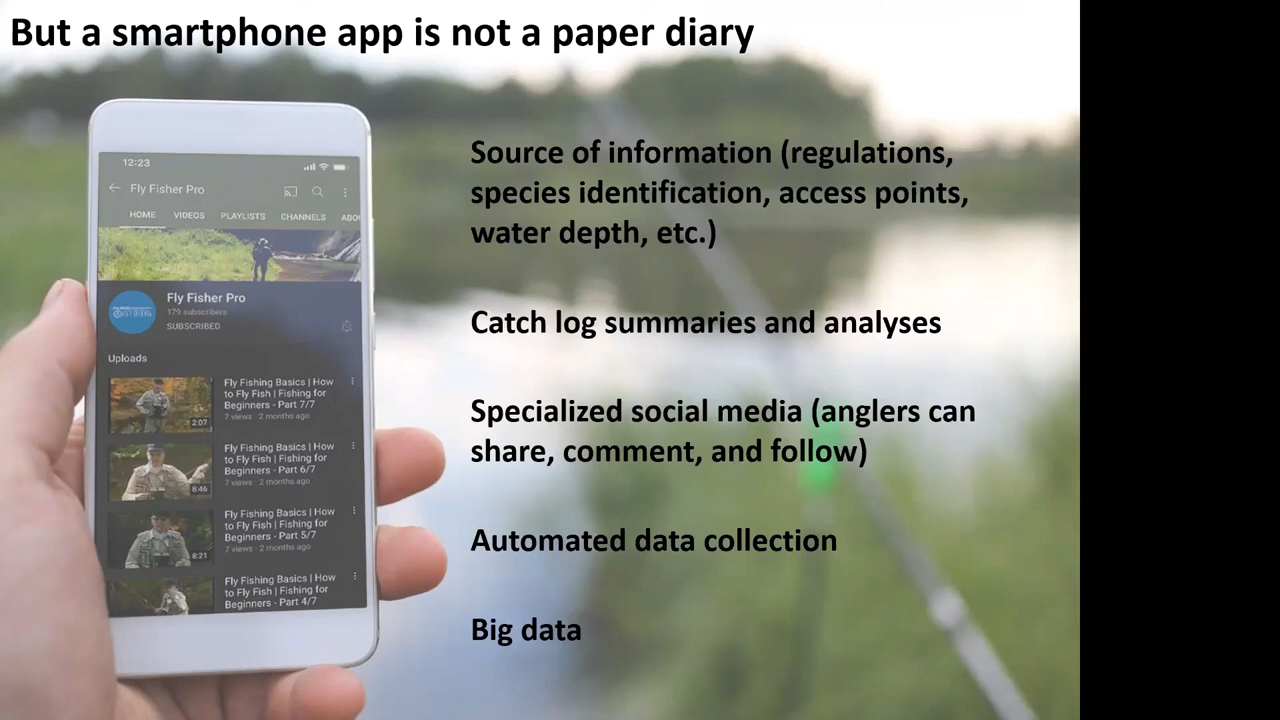 But a smartphone app is not a paper diary
12:23
Fly Fisher Pro
HOME VIDEOS PLAYLISTS CHANNELS ABO
Fly Fisher Pro
179 subscribers
SUBSCRIBED
Uploads
Fly Fishing Basics | How
to Fly Fish | Fishing for
Beginners - Part 7/7
7 views · 2 months ago
2:07
Fly Fishing Basics | How
to Fly Fish | Fishing for
Beginners - Part 6/7
7 views · 2 months ago
8:46
Fly Fishing Basics | How
to Fly Fish | Fishing for
Beginners - Part 5/7
7 views · 2 months ago
8:21
Fly Fishing Basics | How
to Fly Fish | Fishing for
Beginners - Part 4/7
Source of information (regulations,
species identification, access points,
water depth, etc.)
Catch log summaries and analyses
Specialized social media (anglers can
share, comment, and follow)
Automated data collection
Big data